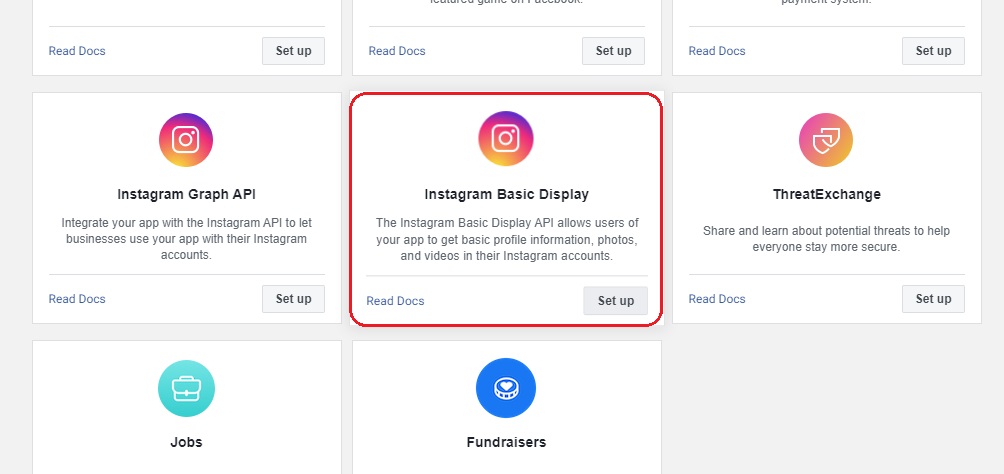 featured game on Facebook.
payment system.
Read Docs
Set up
Read Docs
Set up
Read Docs
Set up
Instagram Graph API
Integrate your app with the Instagram API to let
businesses use your app with their Instagram
accounts.
Read Docs
Set up
Instagram Basic Display
The Instagram Basic Display API allows users of
your app to get basic profile information, photos,
and videos in their Instagram accounts.
Read Docs
Set up
ThreatExchange
Share and learn about potential threats to help
everyone stay more secure.
Read Docs
Set up
Jobs
Fundraisers